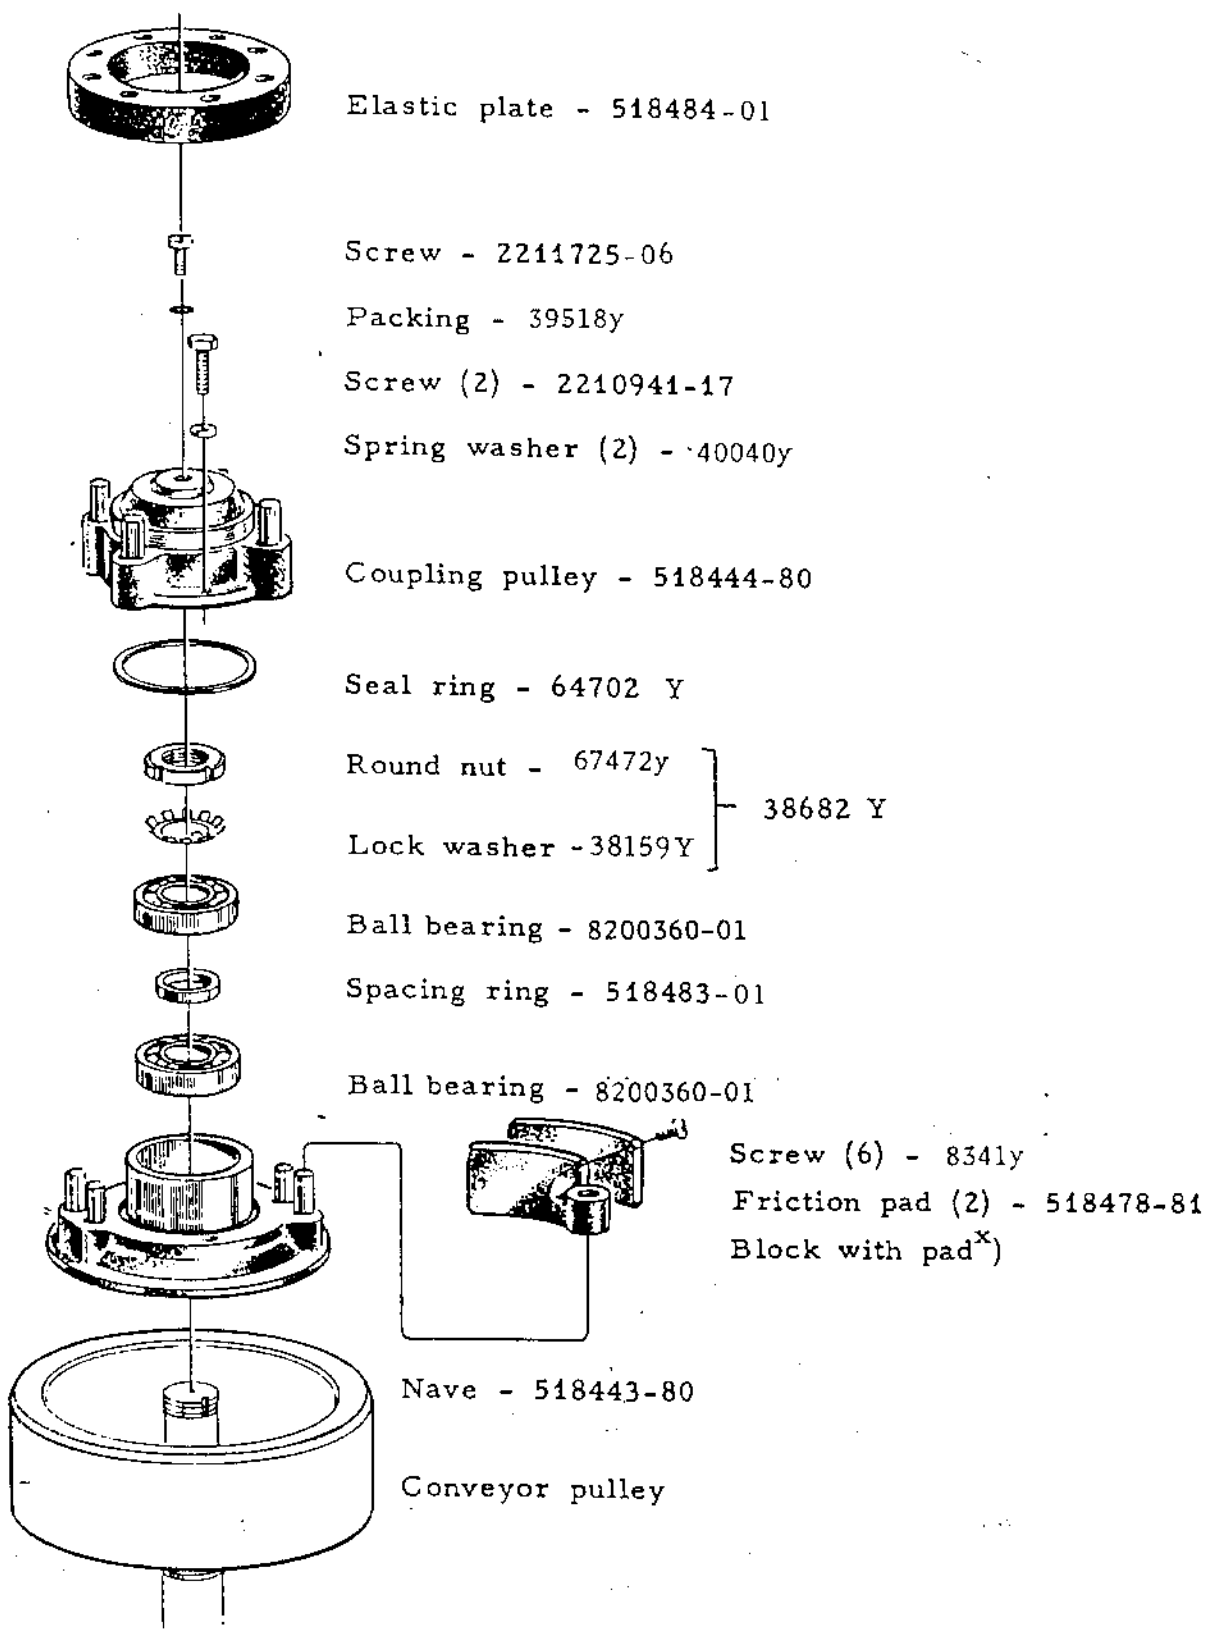 Elastic plate - 518484-01
Screw - 2211725-06
Packing - 39518y
Screw (2) - 2210941-17
Spring washer (2) - 40040y
Coupling pulley - 518444-80
Seal ring - 64702 Y
Round nut - 67472y
38682 Y
Lock washer - 38159Y
Ball bearing - 8200360-01
Spacing ring - 518483-01
Ball bearing - 8200360-01
Screw (6) - 8341y
Friction pad (2) - 518478-81
Block with padˣ)
Nave - 518443-80
Conveyor pulley